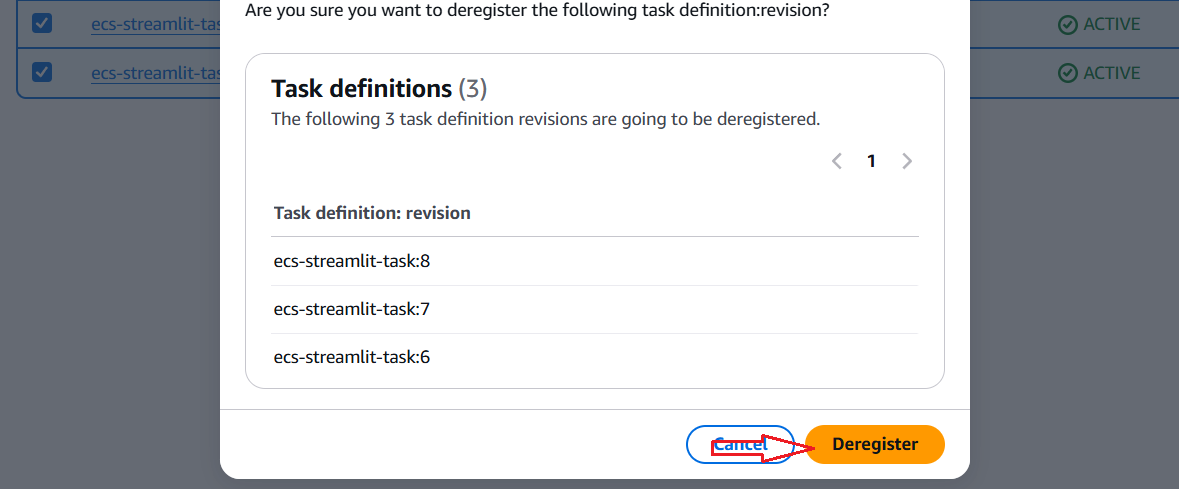 Are you sure you want to deregister the following task definition:revision?
ecs-streamlit-tas
ACTIVE
ecs-streamlit-tas
ACTIVE
Task definitions (3)
The following 3 task definition revisions are going to be deregistered.
1
Task definition: revision
ecs-streamlit-task:8
ecs-streamlit-task:7
ecs-streamlit-task:6
Cancel
Deregister